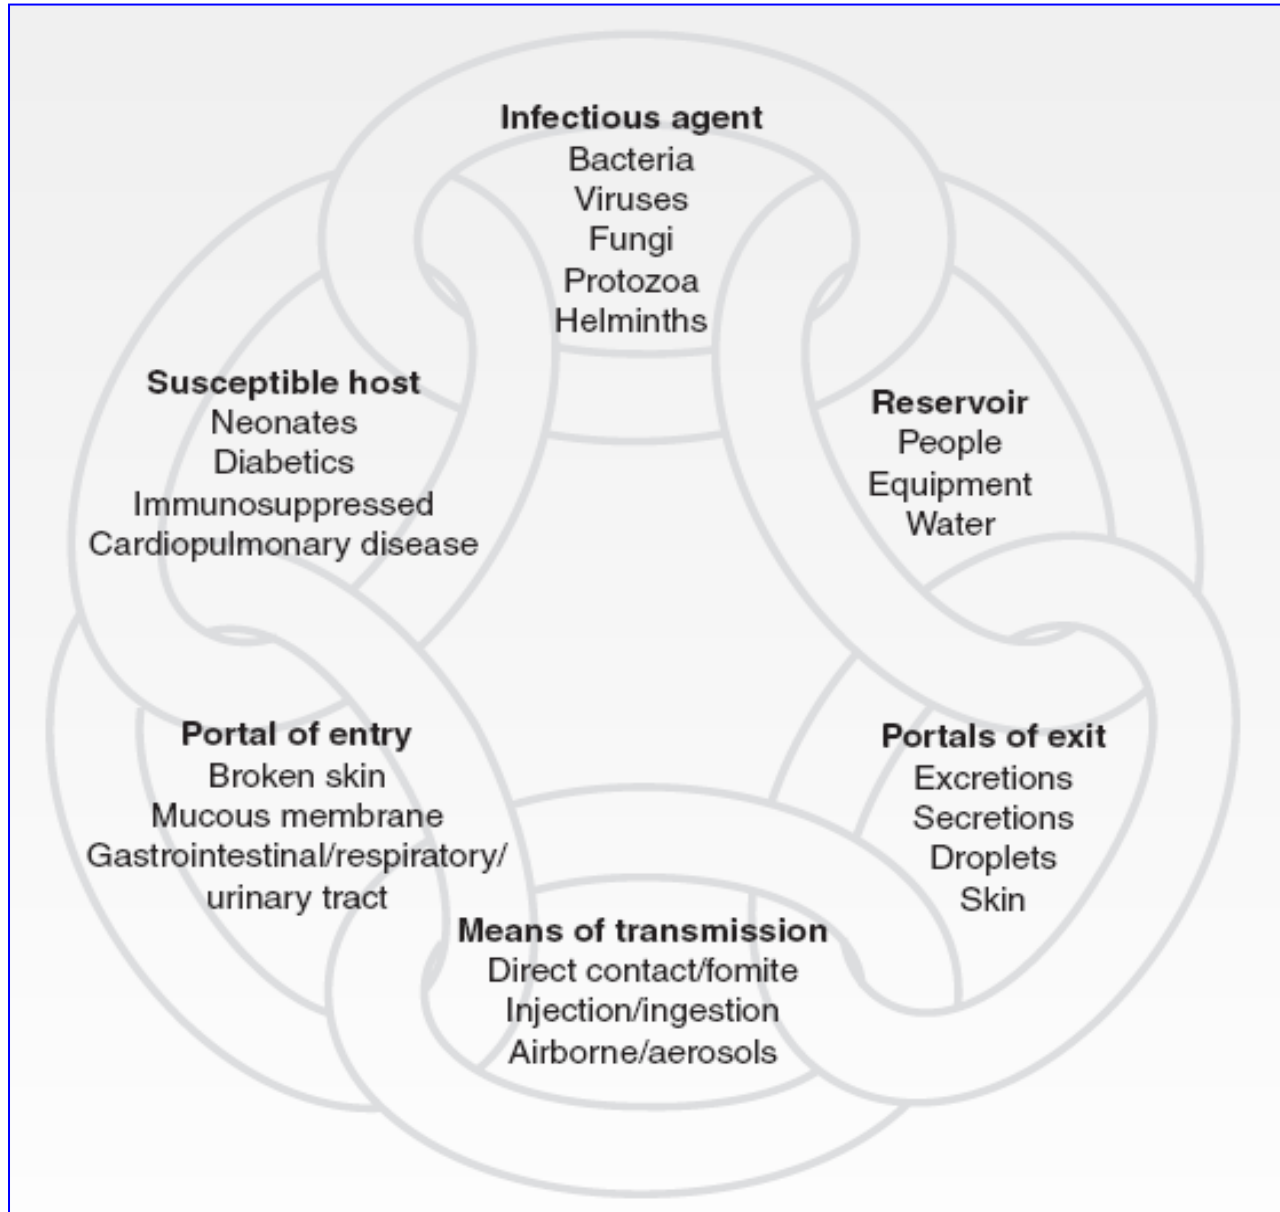 Infectious agent
Bacteria
Viruses
Fungi
Protozoa
Helminths
Susceptible host
Neonates
Diabetics
Immunosuppressed
Cardiopulmonary disease
Reservoir
People
Equipment
Water
Portal of entry
Broken skin
Mucous membrane
Gastrointestinal/respiratory/
urinary tract
Portals of exit
Excretions
Secretions
Droplets
Skin
Means of transmission
Direct contact/fomite
Injection/ingestion
Airborne/aerosols